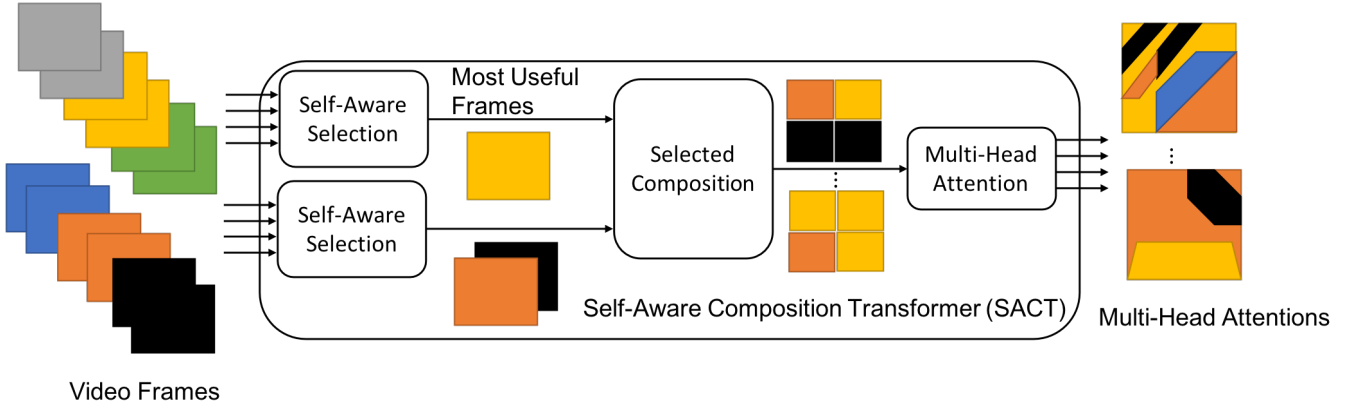 Self-Aware
Selection
Most Useful
Frames
Selected
Composition
Multi-Head
Attention
Self-Aware
Selection
Self-Aware Composition Transformer (SACT)
Multi-Head Attentions
Video Frames